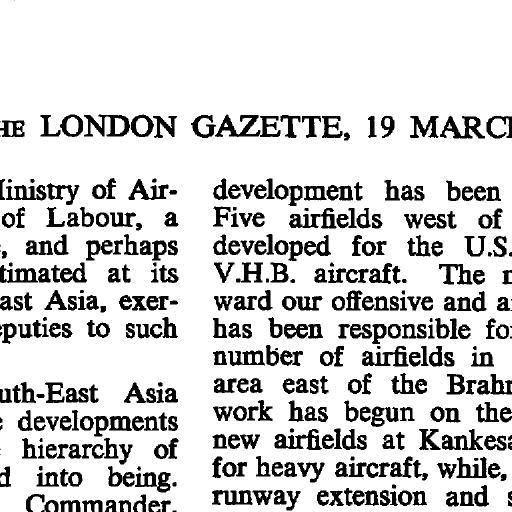 THE LONDON GAZETTE, 19 MARCH
Ministry of Air-
of Labour, a
, and perhaps
timated at its
ast Asia, exer-
eputies to such
uth-East Asia
developments
hierarchy of
d into being.
Commander,
development has been
Five airfields west of
developed for the U.S.
V.H.B. aircraft. The
ward our offensive and
has been responsible for
number of airfields in
area east of the Brahm
work has begun on the
new airfields at Kankesa
for heavy aircraft, while,
runway extension and